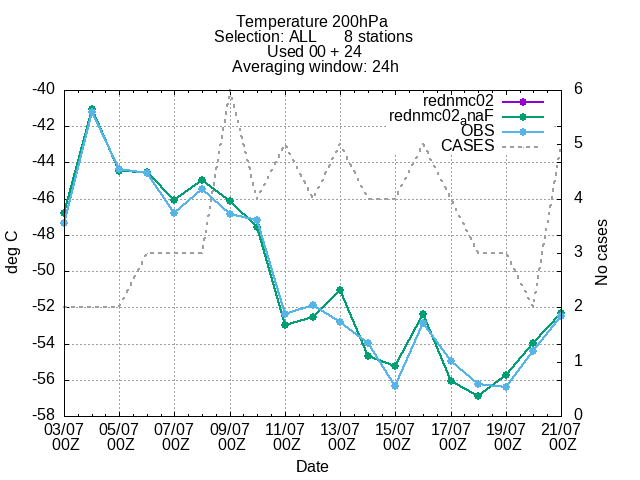 Temperature 200hPa
Selection: ALL 8 stations
Used 00 + 24
Averaging window: 24h
rednmc02
rednmc02anaF
OBS
CASES
deg C
-40
-42
-44
-46
-48
-50
-52
-54
-56
-58
No cases
6
5
4
3
2
1
0
03/07 05/07 07/07 09/07 11/07 13/07 15/07 17/07 19/07 21/07
00Z 00Z 00Z 00Z 00Z 00Z 00Z 00Z 00Z 00Z
Date